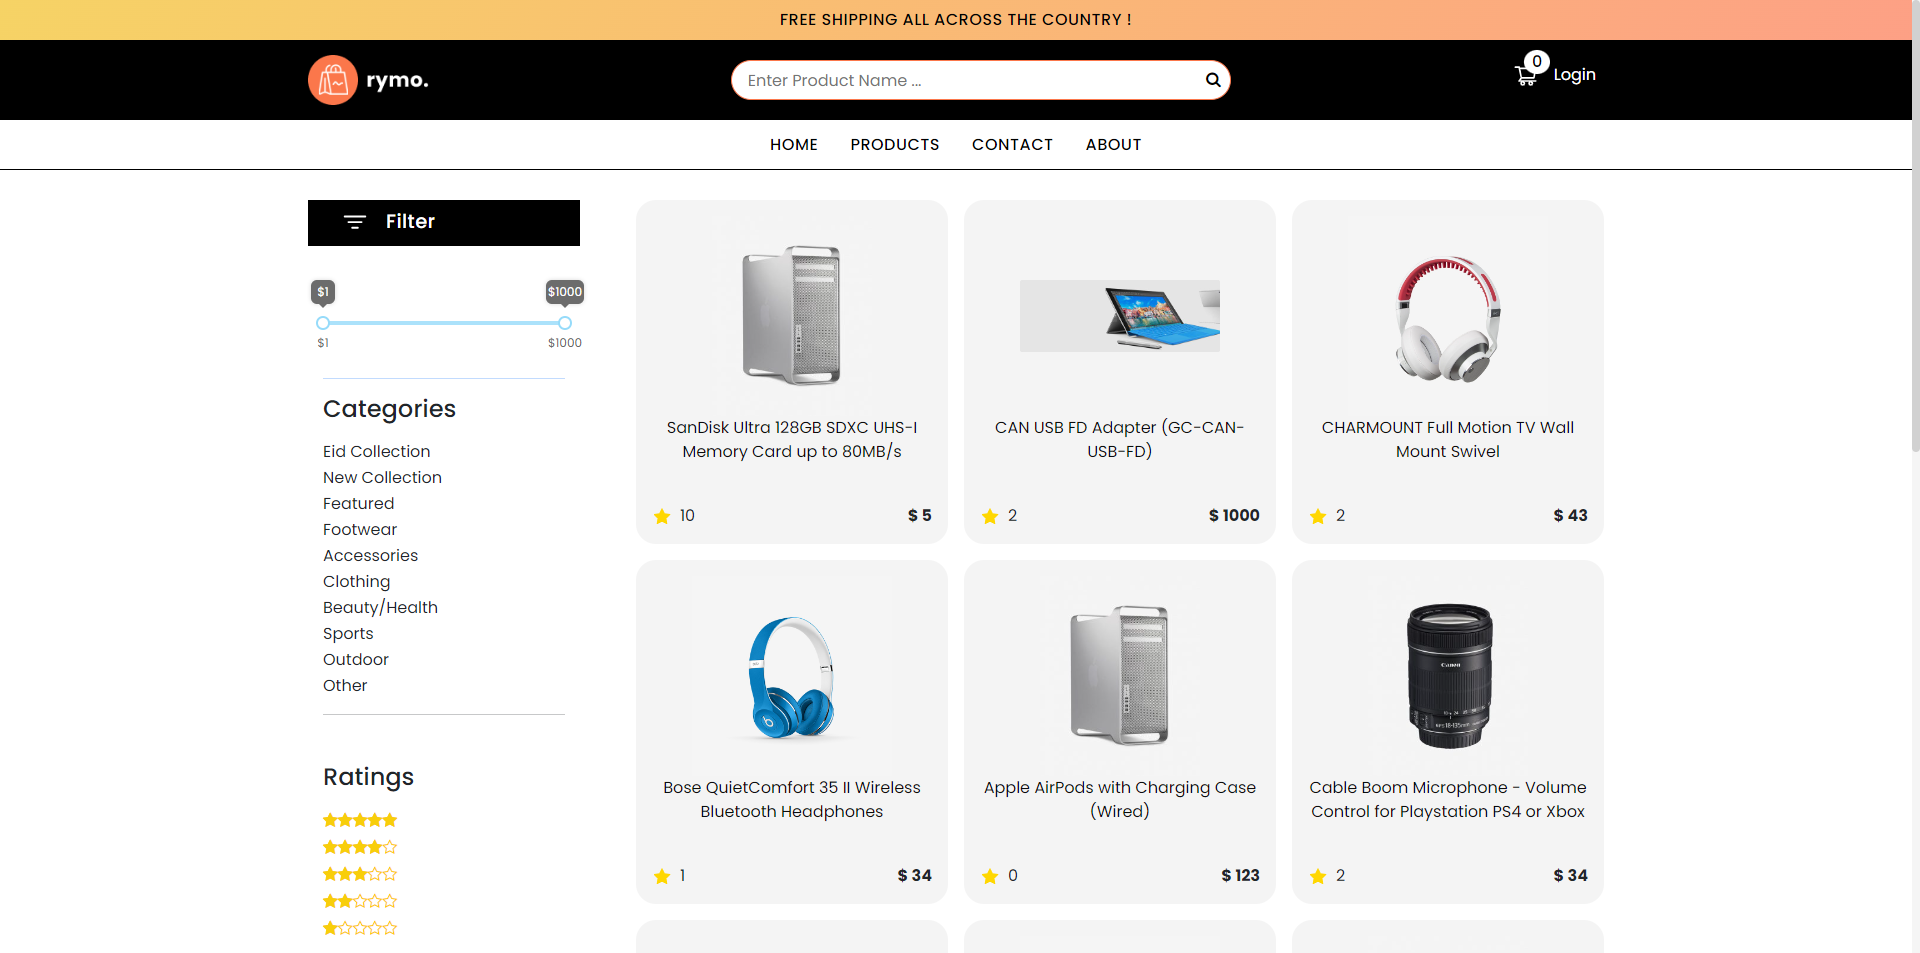 FREE SHIPPING ALL ACROSS THE COUNTRY !
rymo.
Enter Product Name ...
0
Login
HOME
PRODUCTS
CONTACT
ABOUT
Filter
$1
$1000
$1
$1000
Categories
Eid Collection
New Collection
Featured
Footwear
Accessories
Clothing
Beauty/Health
Sports
Outdoor
Other
Ratings
SanDisk Ultra 128GB SDXC UHS-I
Memory Card up to 80MB/s
10
$ 5
CAN USB FD Adapter (GC-CAN-
USB-FD)
2
$ 1000
CHARMOUNT Full Motion TV Wall
Mount Swivel
2
$ 43
Bose QuietComfort 35 II Wireless
Bluetooth Headphones
1
$ 34
Apple AirPods with Charging Case
(Wired)
0
$ 123
Canon
Cable Boom Microphone - Volume
Control for Playstation PS4 or Xbox
2
$ 34